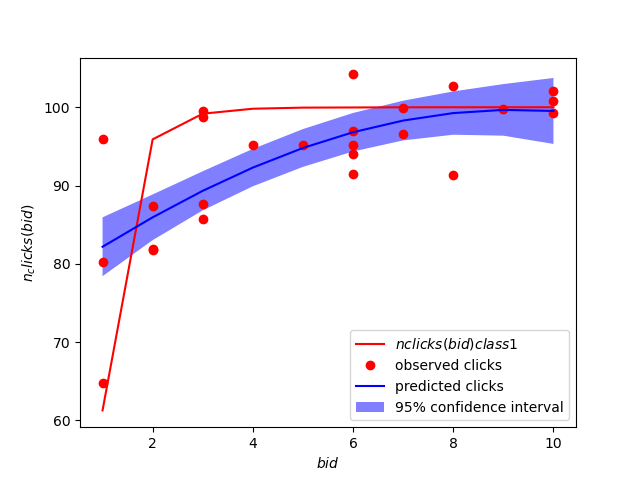 100
90
80
70
60
n_clicks(bid)
nclicks(bid)class1
observed clicks
predicted clicks
95% confidence interval
2
4
6
8
10
bid